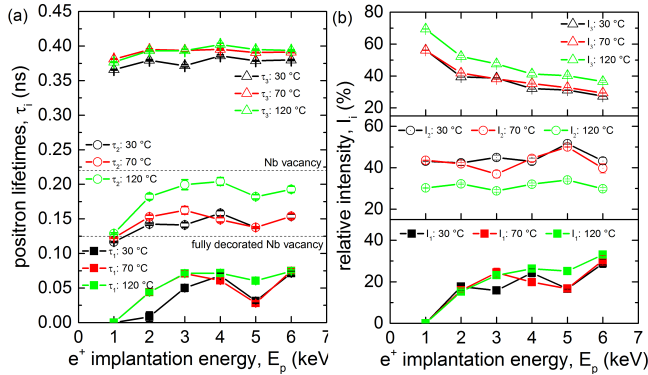 (a)
0.45
0.40
0.35
0.30
0.25
0.20
0.15
0.10
0.05
0.00
positron lifetimes, τi (ns)
τ3: 30 °C
τ3: 70 °C
τ3: 120 °C
τ2: 30 °C
τ2: 70 °C
τ2: 120 °C
Nb vacancy
fully decorated Nb vacancy
τ1: 30 °C
τ1: 70 °C
τ1: 120 °C
0 1 2 3 4 5 6 7
e+ implantation energy, Ep (keV)
(b)
80
60
40
20
I3: 30 °C
I3: 70 °C
I3: 120 °C
relative intensity, Ii (%)
60
40
20
I2: 30 °C I2: 70 °C I2: 120 °C
40
20
0
I1: 30 °C I1: 70 °C I1: 120 °C
0 1 2 3 4 5 6 7
e+ implantation energy, Ep (keV)